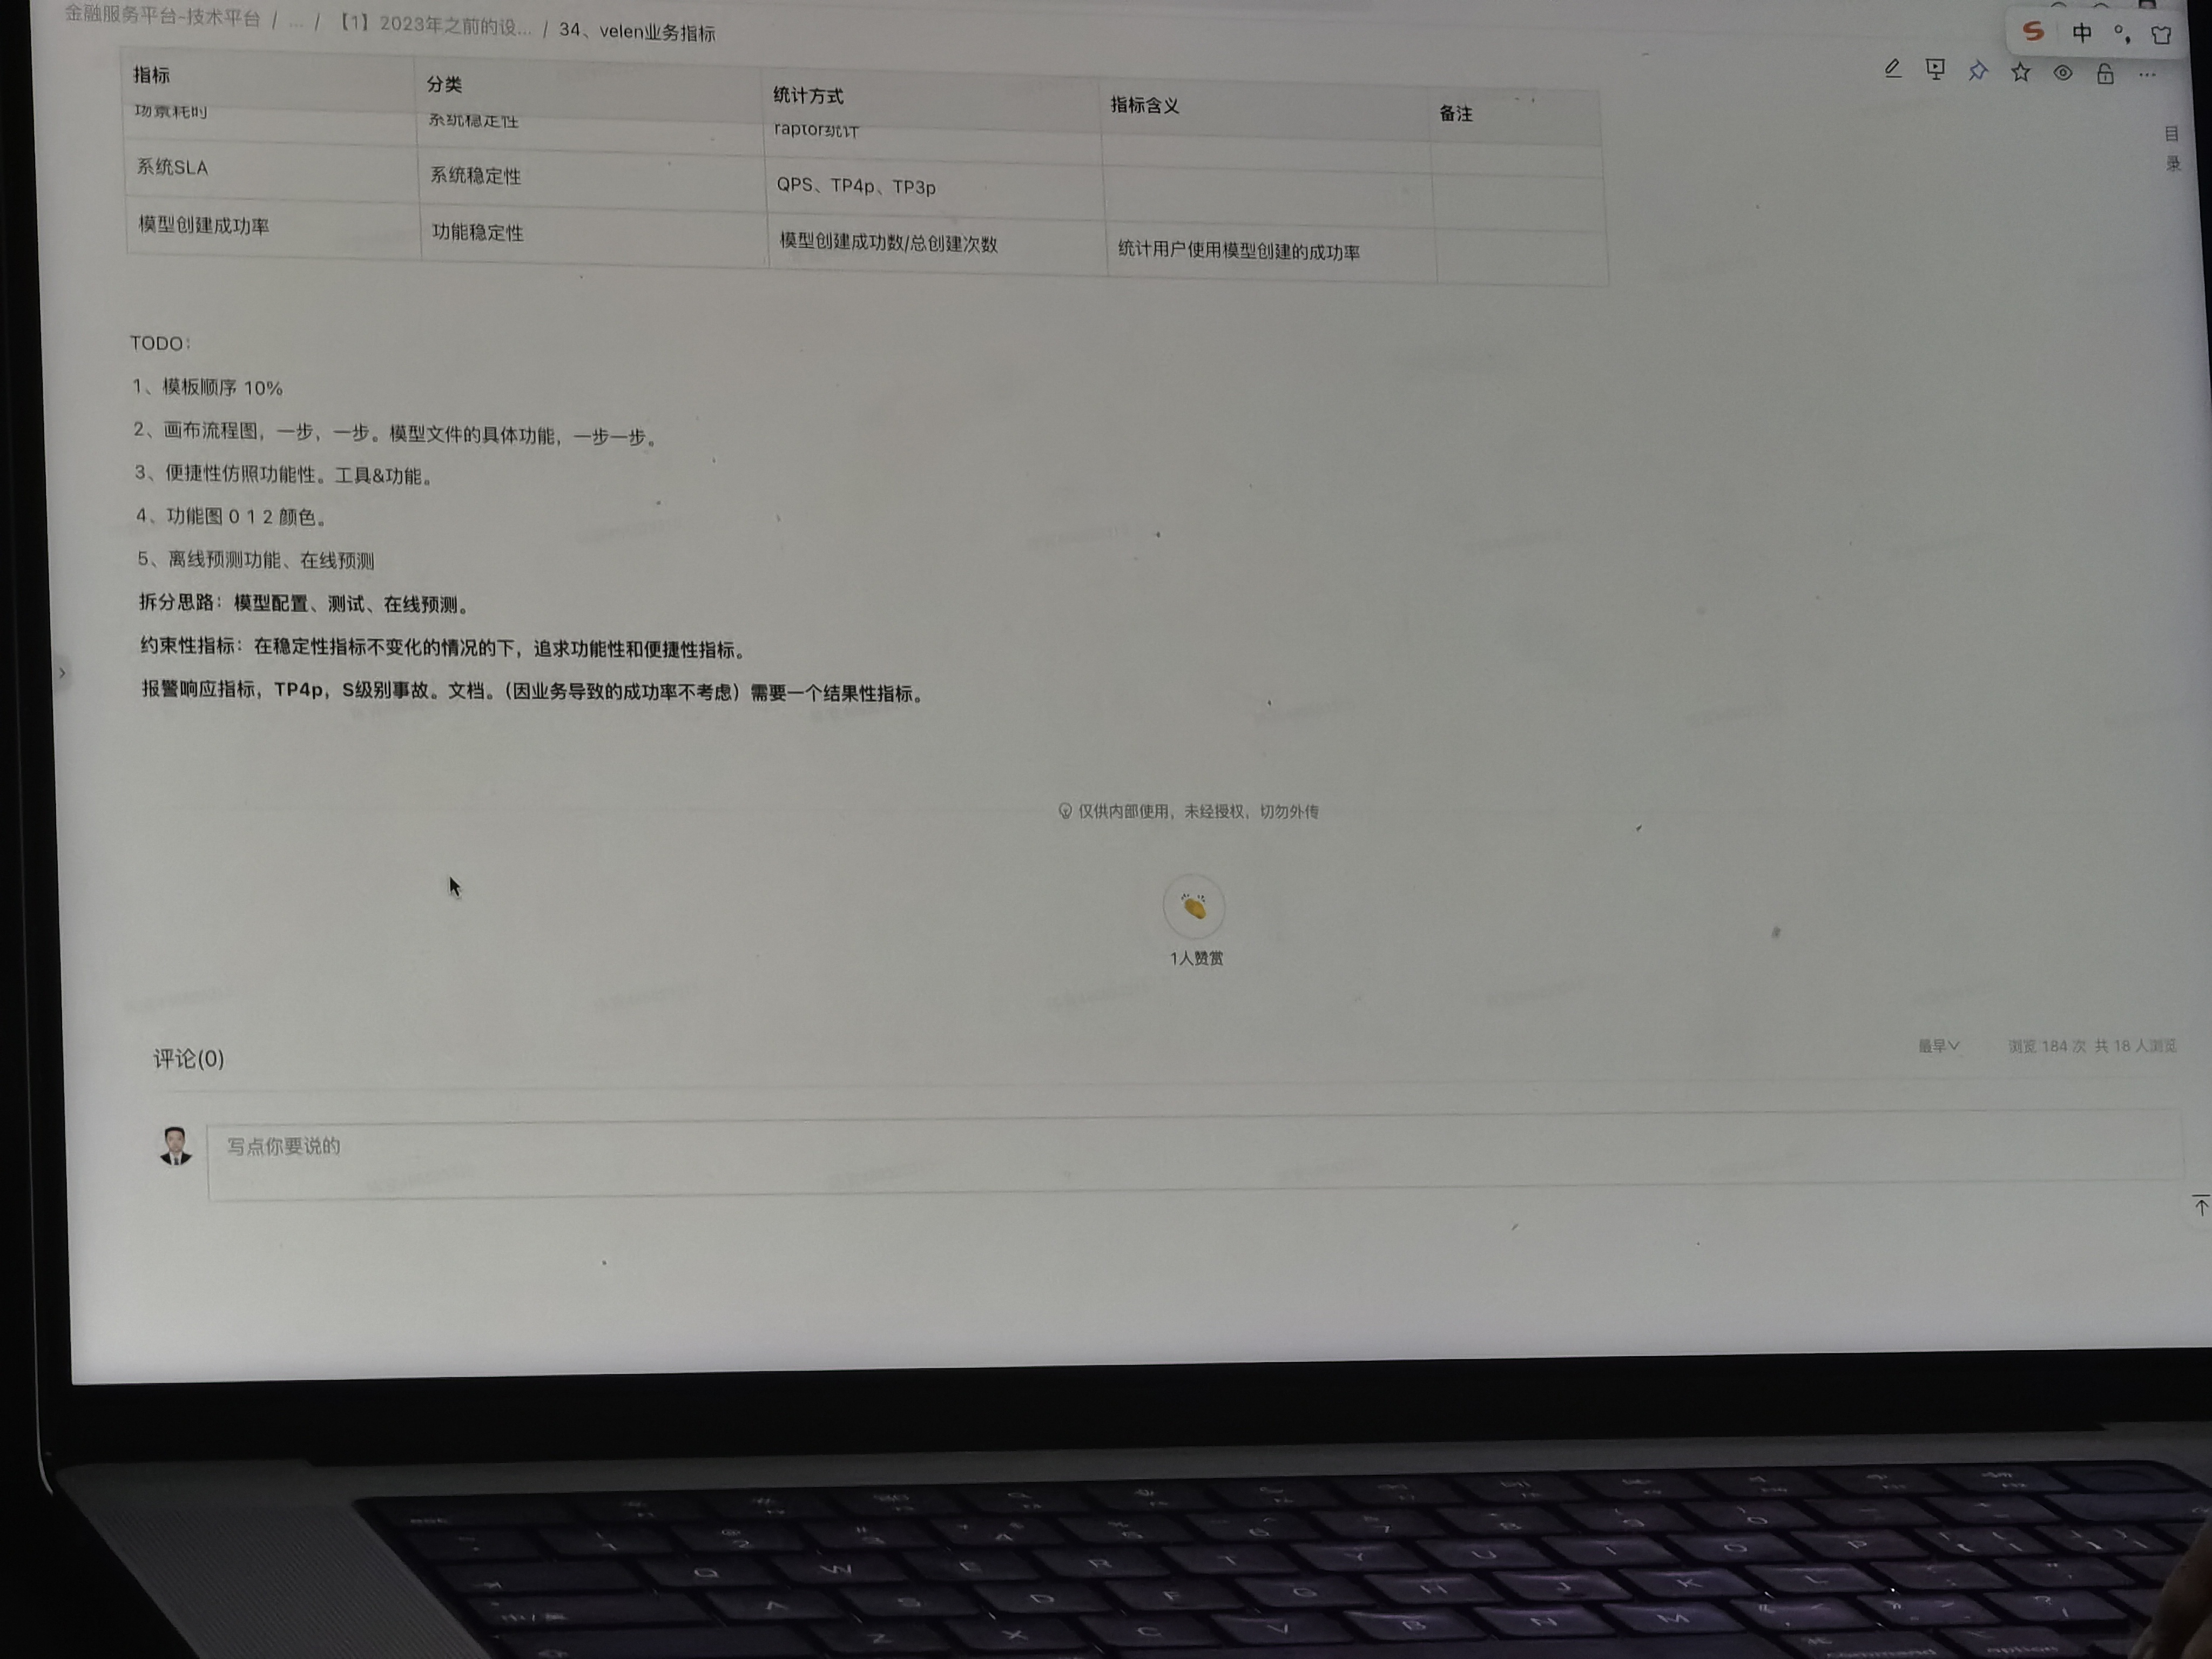 金融服务平台-技术平台 / ... / 【1】2023年之前的设... / 34、velen业务指标
中
指标 分类 统计方式 指标含义 备注
场景耗时 系统稳定性 raptor统计
系统SLA 系统稳定性 QPS、TP4p、TP3p
模型创建成功率 功能稳定性 模型创建成功数/总创建次数 统计用户使用模型创建的成功率
目录
TODO:
1、模板顺序 10%
2、画布流程图，一步，一步。模型文件的具体功能，一步一步。
3、便捷性仿照功能性。工具&功能。
4、功能图 0 1 2 颜色。
5、离线预测功能、在线预测
拆分思路：模型配置、测试、在线预测。
约束性指标：在稳定性指标不变化的情况的下，追求功能性和便捷性指标。
报警响应指标，TP4p，S级别事故。文档。（因业务导致的成功率不考虑）需要一个结果性指标。
仅供内部使用，未经授权，切勿外传
1人赞赏
评论(0) 最早 浏览 184 次 共 18 人浏览
写点你要说的
Q W E R T Y U I O P
A S D F G H J K L
Z X C V B N M
command option